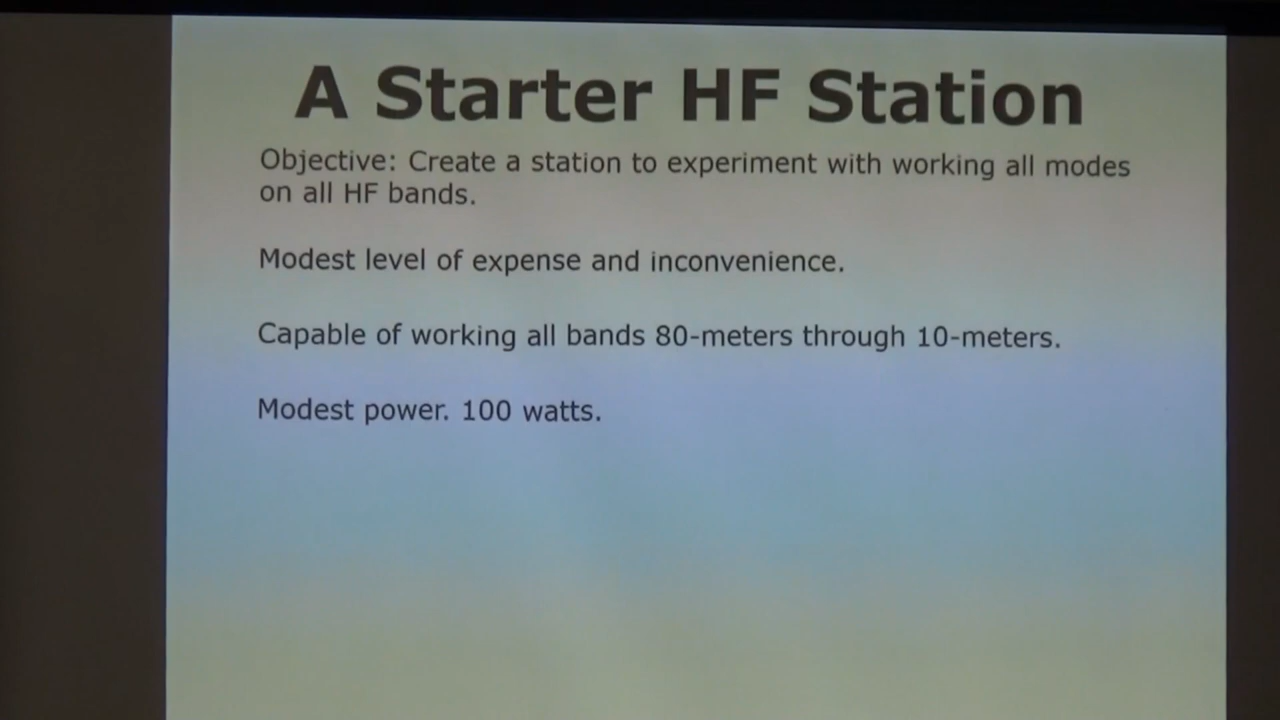 A Starter HF Station
Objective: Create a station to experiment with working all modes
on all HF bands.
Modest level of expense and inconvenience.
Capable of working all bands 80-meters through 10-meters.
Modest power. 100 watts.